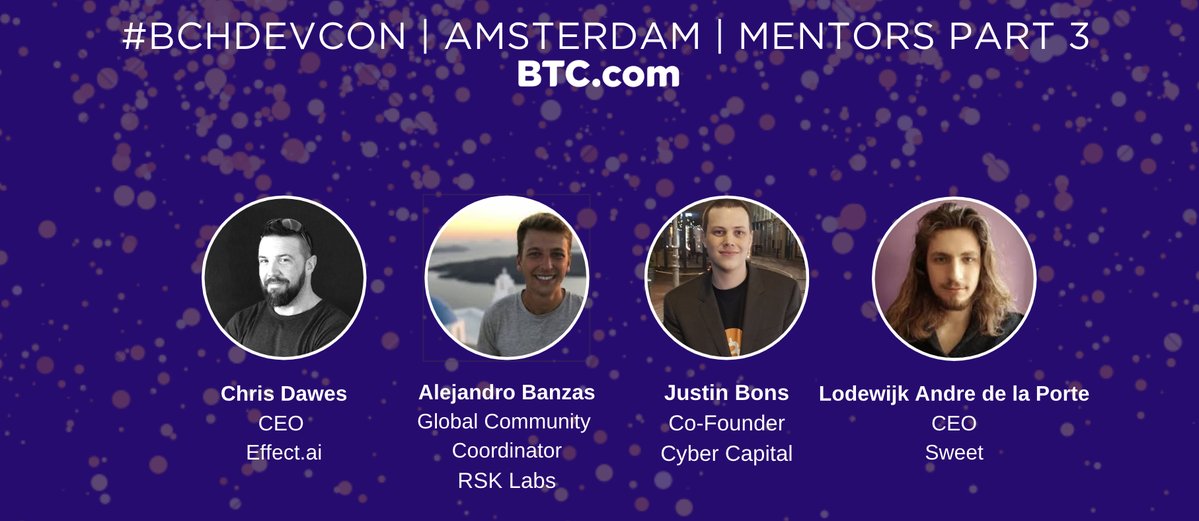 #BCHDEVCON | AMSTERDAM | MENTORS PART 3
BTC.com
Chris Dawes
CEO
Effect.ai
Alejandro Banzas
Global Community
Coordinator
RSK Labs
Justin Bons
Co-Founder
Cyber Capital
Lodewijk Andre de la Porte
CEO
Sweet